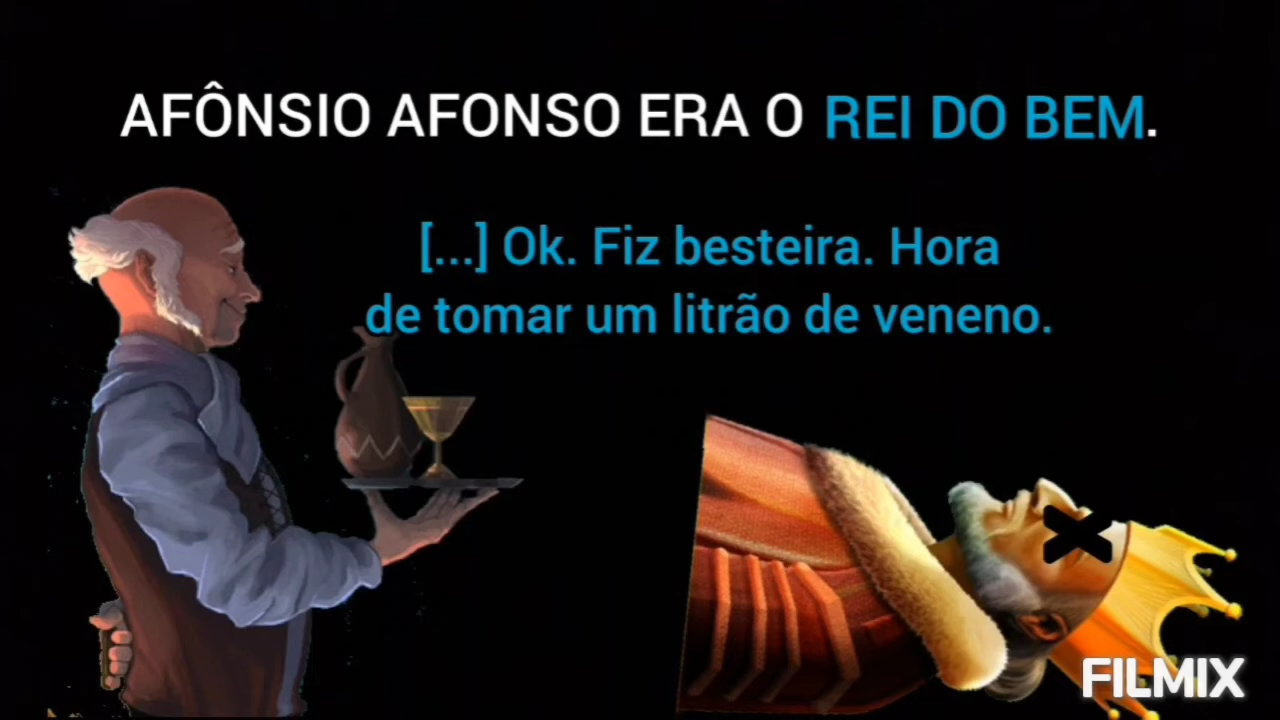 AFÔNSIO AFONSO ERA O REI DO BEM.
[...] Ok. Fiz besteira. Hora
de tomar um litrão de veneno.
FILMIX